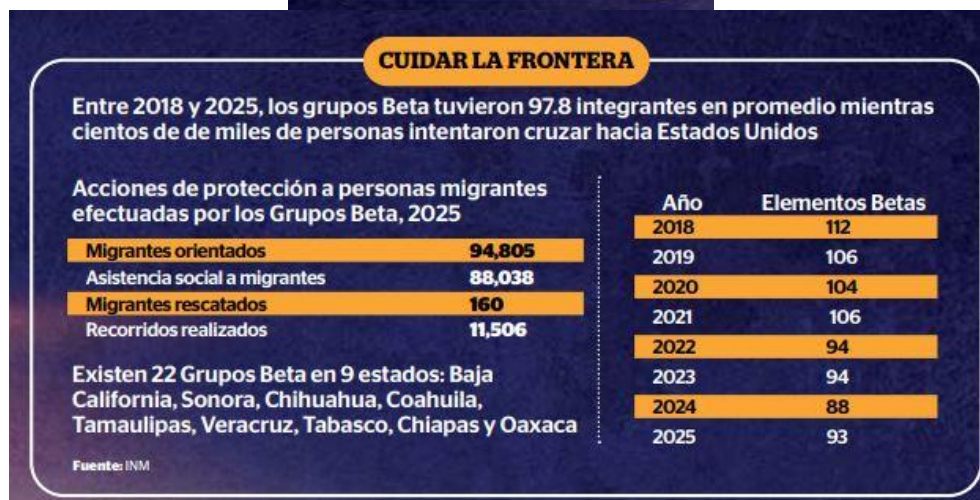 CUIDAR LA FRONTERA
Entre 2018 y 2025, los grupos Beta tuvieron 97.8 integrantes en promedio mientras
cientos de de miles de personas intentaron cruzar hacia Estados Unidos
Acciones de protección a personas migrantes
efectuadas por los Grupos Beta, 2025
Migrantes orientados 94,805
Asistencia social a migrantes 88,038
Migrantes rescatados 160
Recorridos realizados 11,506
Existen 22 Grupos Beta en 9 estados: Baja
California, Sonora, Chihuahua, Coahuila,
Tamaulipas, Veracruz, Tabasco, Chiapas y Oaxaca
Fuente: INM
Año Elementos Betas
2018 112
2019 106
2020 104
2021 106
2022 94
2023 94
2024 88
2025 93